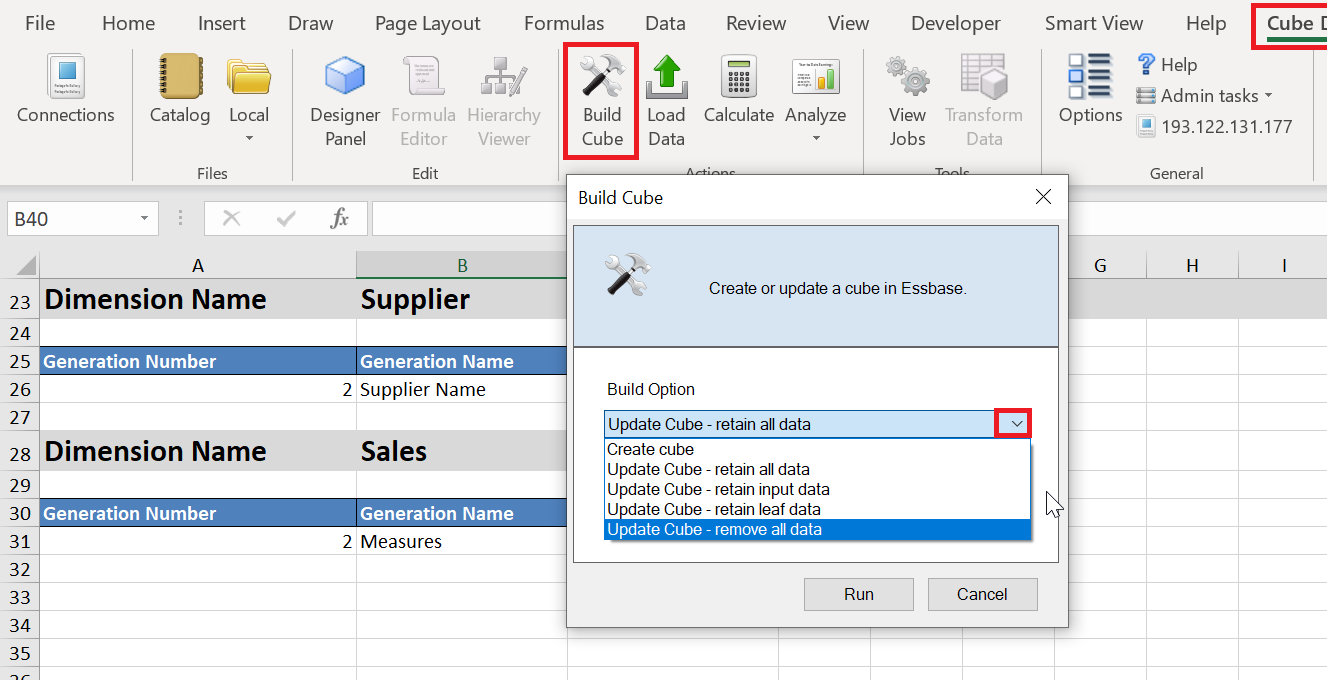 File Home Insert Draw Page Layout Formulas Data Review View Developer Smart View Help Cube D
Connections
Catalog
Local
Files
Designer Panel
Formula Editor
Hierarchy Viewer
Edit
Build Cube
Load Data
Calculate
Analyze
Actions
View Jobs
Transform Data
Tools
Options
Help
Admin tasks
193.122.131.177
General
B40
fx
A B G H I
23 Dimension Name Supplier
24
25 Generation Number Generation Name
26 2 Supplier Name
27
28 Dimension Name Sales
29
30 Generation Number Generation Name
31 2 Measures
32
33
34
35
36
Build Cube
Create or update a cube in Essbase.
Build Option
Update Cube - retain all data
Create cube
Update Cube - retain all data
Update Cube - retain input data
Update Cube - retain leaf data
Update Cube - remove all data
Run Cancel